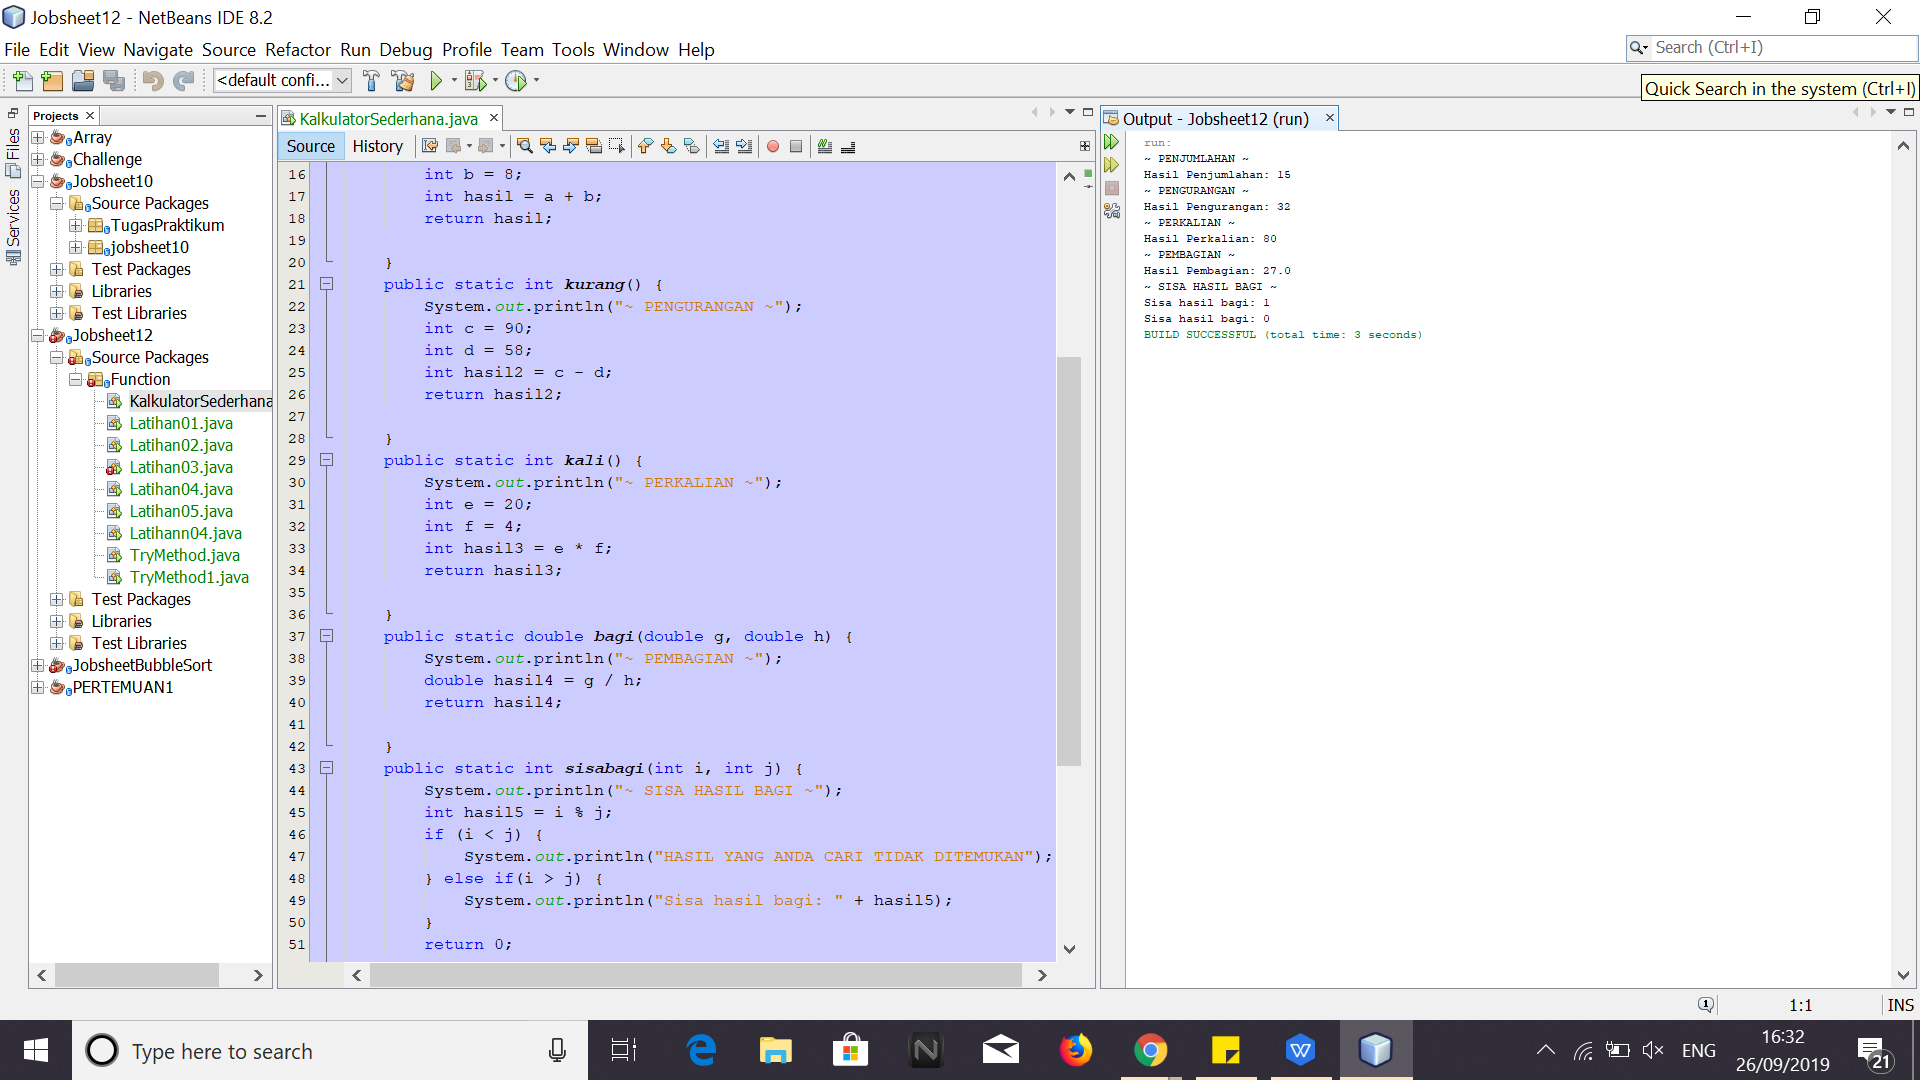 Jobsheet12 - NetBeans IDE 8.2
File Edit View Navigate Source Refactor Run Debug Profile Team Tools Window Help
Search (Ctrl+I)
<default confi...
Quick Search in the system (Ctrl+I)
Files
Services
Projects
Array
Challenge
Jobsheet10
Source Packages
TugasPraktikum
jobsheet10
Test Packages
Libraries
Test Libraries
Jobsheet12
Source Packages
Function
KalkulatorSederhana
Latihan01.java
Latihan02.java
Latihan03.java
Latihan04.java
Latihan05.java
Latihann04.java
TryMethod.java
TryMethod1.java
Test Packages
Libraries
Test Libraries
JobsheetBubbleSort
PERTEMUAN1
KalkulatorSederhana.java
Source History
16 int b = 8;
17 int hasil = a + b;
18 return hasil;
19
20 }
21 public static int kurang() {
22 System.out.println("~ PENGURANGAN ~");
23 int c = 90;
24 int d = 58;
25 int hasil2 = c - d;
26 return hasil2;
27
28 }
29 public static int kali() {
30 System.out.println("~ PERKALIAN ~");
31 int e = 20;
32 int f = 4;
33 int hasil3 = e * f;
34 return hasil3;
35
36 }
37 public static double bagi(double g, double h) {
38 System.out.println("~ PEMBAGIAN ~");
39 double hasil4 = g / h;
40 return hasil4;
41
42 }
43 public static int sisabagi(int i, int j) {
44 System.out.println("~ SISA HASIL BAGI ~");
45 int hasil5 = i % j;
46 if (i < j) {
47 System.out.println("HASIL YANG ANDA CARI TIDAK DITEMUKAN");
48 } else if(i > j) {
49 System.out.println("Sisa hasil bagi: " + hasil5);
50 }
51 return 0;
Output - Jobsheet12 (run)
run:
~ PENJUMLAHAN ~
Hasil Penjumlahan: 15
~ PENGURANGAN ~
Hasil Pengurangan: 32
~ PERKALIAN ~
Hasil Perkalian: 80
~ PEMBAGIAN ~
Hasil Pembagian: 27.0
~ SISA HASIL BAGI ~
Sisa hasil bagi: 1
Sisa hasil bagi: 0
BUILD SUCCESSFUL (total time: 3 seconds)
1:1
INS
Type here to search
ENG
16:32
26/09/2019
21